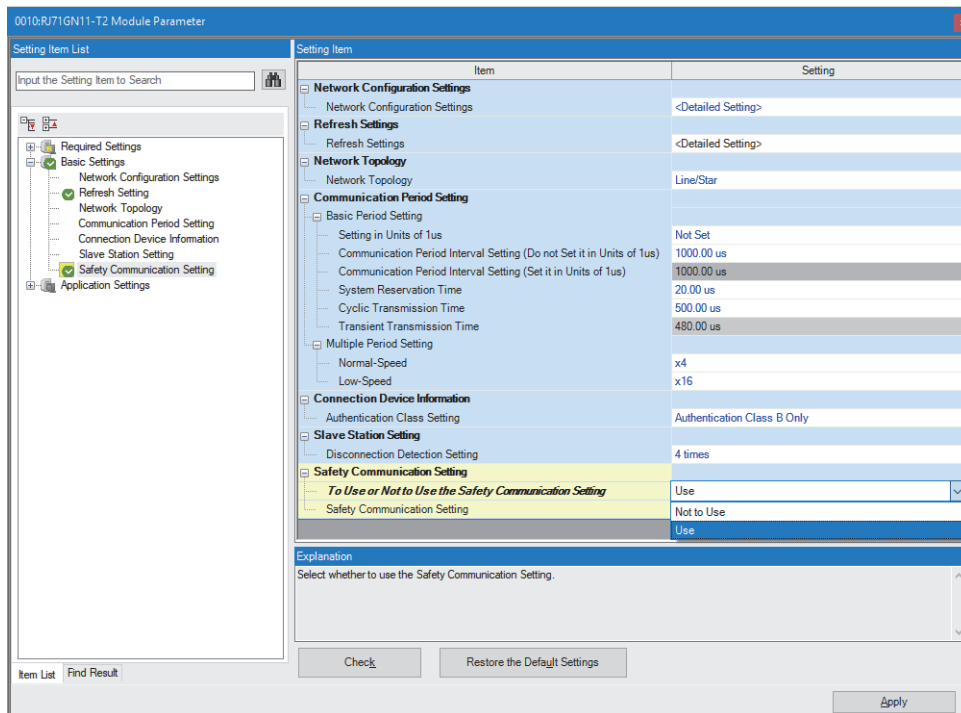 0010:RJ71GN11-T2 Module Parameter
Setting Item List
Input the Setting Item to Search
Required Settings
Basic Settings
Network Configuration Settings
Refresh Setting
Network Topology
Communication Period Setting
Connection Device Information
Slave Station Setting
Safety Communication Setting
Application Settings
Item List
Find Result
Setting Item
Item Setting
Network Configuration Settings
Network Configuration Settings <Detailed Setting>
Refresh Settings
Refresh Settings <Detailed Setting>
Network Topology
Network Topology Line/Star
Communication Period Setting
Basic Period Setting
Setting in Units of 1us Not Set
Communication Period Interval Setting (Do not Set it in Units of 1us) 1000.00 us
Communication Period Interval Setting (Set it in Units of 1us) 1000.00 us
System Reservation Time 20.00 us
Cyclic Transmission Time 500.00 us
Transient Transmission Time 480.00 us
Multiple Period Setting
Normal-Speed x4
Low-Speed x16
Connection Device Information
Authentication Class Setting Authentication Class B Only
Slave Station Setting
Disconnection Detection Setting 4 times
Safety Communication Setting
To Use or Not to Use the Safety Communication Setting Use
Safety Communication Setting Not to Use
Use
Explanation
Select whether to use the Safety Communication Setting.
Check
Restore the Default Settings
Apply